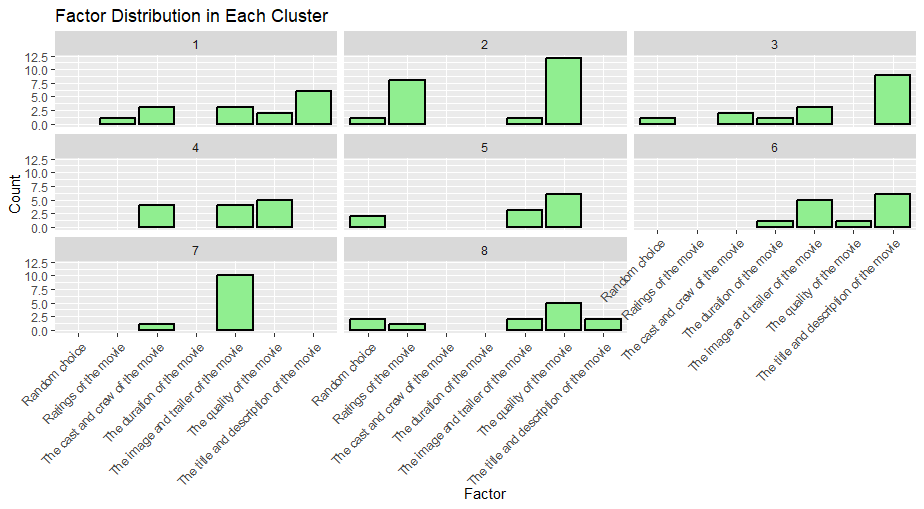 Factor Distribution in Each Cluster
1
2
3
12.5
10.0
7.5
5.0
2.5
0.0
4
5
6
12.5
10.0
7.5
5.0
2.5
0.0
7
8
12.5
10.0
7.5
5.0
2.5
0.0
Count
Random choice
Ratings of the movie
The cast and crew of the movie
The duration of the movie
The image and trailer of the movie
The quality of the movie
The title and description of the movie
Random choice
Ratings of the movie
The cast and crew of the movie
The duration of the movie
The image and trailer of the movie
The quality of the movie
The title and description of the movie
Random choice
Ratings of the movie
The cast and crew of the movie
The duration of the movie
The image and trailer of the movie
The quality of the movie
The title and description of the movie
Factor